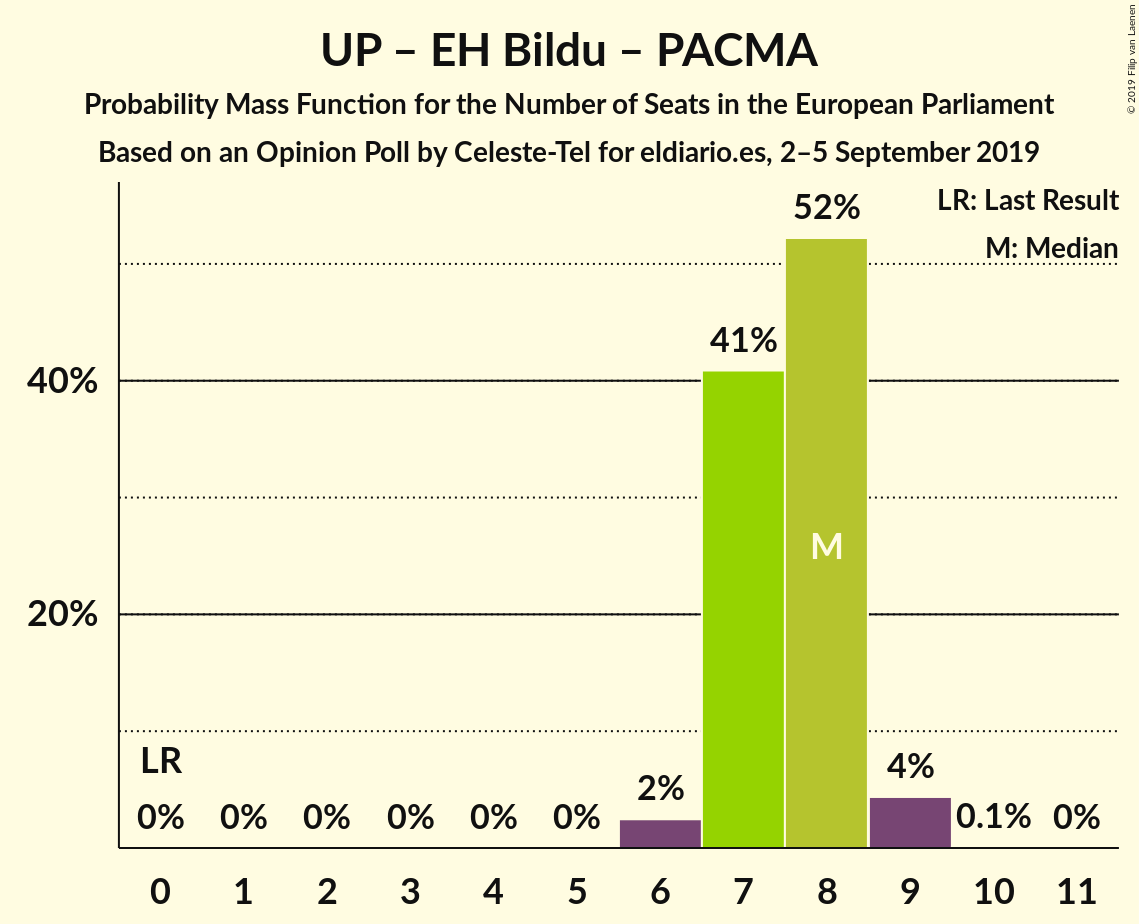 UP – EH Bildu – PACMA
Probability Mass Function for the Number of Seats in the European Parliament
Based on an Opinion Poll by Celeste-Tel for eldiario.es, 2–5 September 2019
© 2019 Filip van Laenen
LR: Last Result
M: Median
52%
41%
40%
M
20%
LR
4%
2%
0% 0% 0% 0% 0% 0% 0.1% 0%
0 1 2 3 4 5 6 7 8 9 10 11